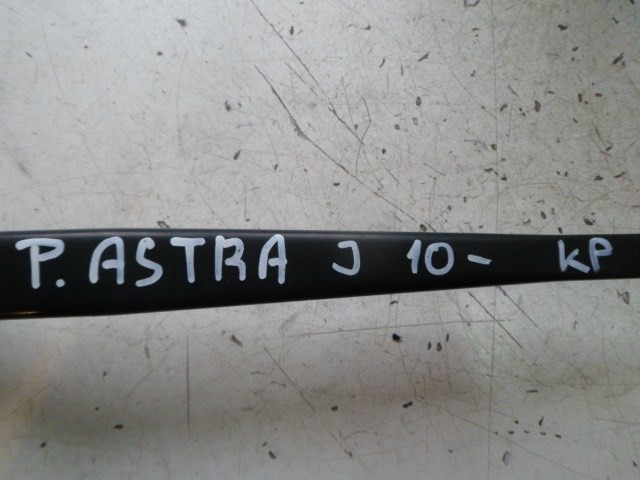 P. ASTRA J 10- KP